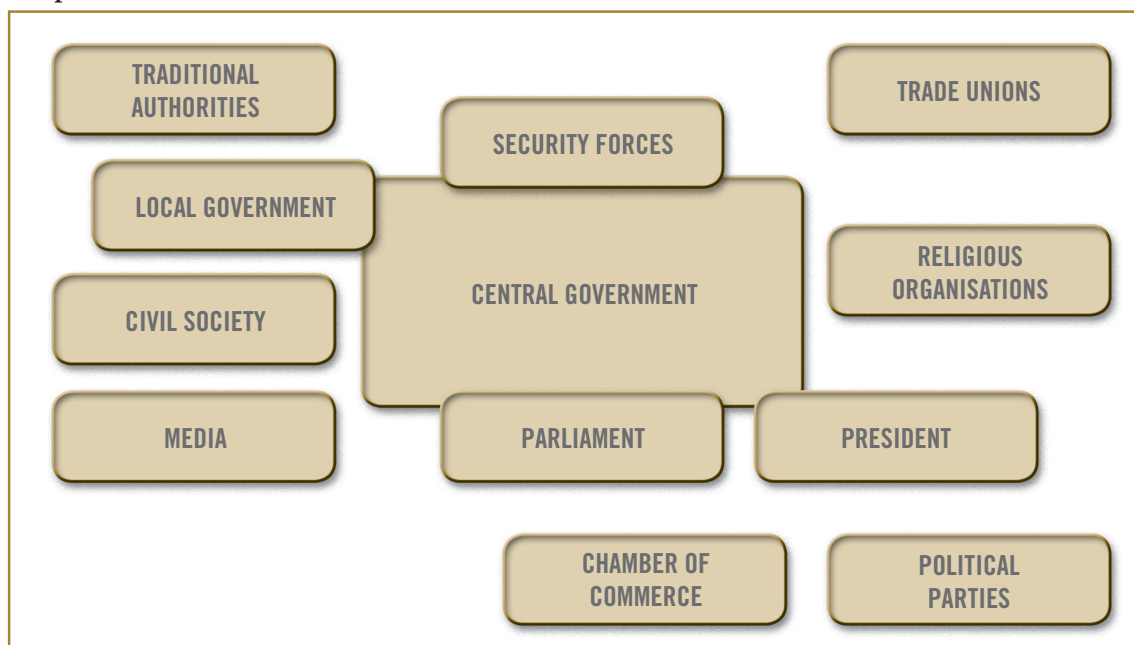 TRADITIONAL
AUTHORITIES
TRADE UNIONS
SECURITY FORCES
LOCAL GOVERNMENT
RELIGIOUS
ORGANISATIONS
CENTRAL GOVERNMENT
CIVIL SOCIETY
MEDIA
PARLIAMENT
PRESIDENT
CHAMBER OF
COMMERCE
POLITICAL
PARTIES